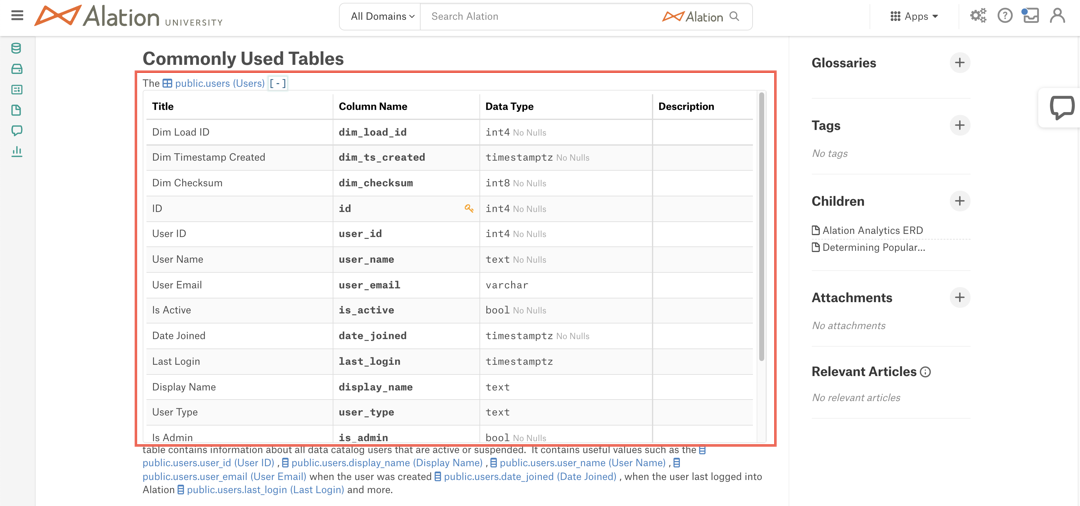 Alation UNIVERSITY
All Domains
Search Alation
Alation
Apps
Commonly Used Tables
The public.users (Users) [-]
Title Column Name Data Type Description
Dim Load ID dim_load_id int4 No Nulls
Dim Timestamp Created dim_ts_created timestamptz No Nulls
Dim Checksum dim_checksum int8 No Nulls
ID id int4 No Nulls
User ID user_id int4 No Nulls
User Name user_name text No Nulls
User Email user_email varchar
Is Active is_active bool No Nulls
Date Joined date_joined timestamptz No Nulls
Last Login last_login timestamptz
Display Name display_name text
User Type user_type text
Is Admin is_admin bool No Nulls
table contains information about all data catalog users that are active or suspended. It contains useful values such as the
public.users.user_id (User ID) , public.users.display_name (Display Name) , public.users.user_name (User Name) ,
public.users.user_email (User Email) when the user was created public.users.date_joined (Date Joined) , when the user last logged into
Alation public.users.last_login (Last Login) and more.
Glossaries
Tags
No tags
Children
Alation Analytics ERD
Determining Popular...
Attachments
No attachments
Relevant Articles
No relevant articles